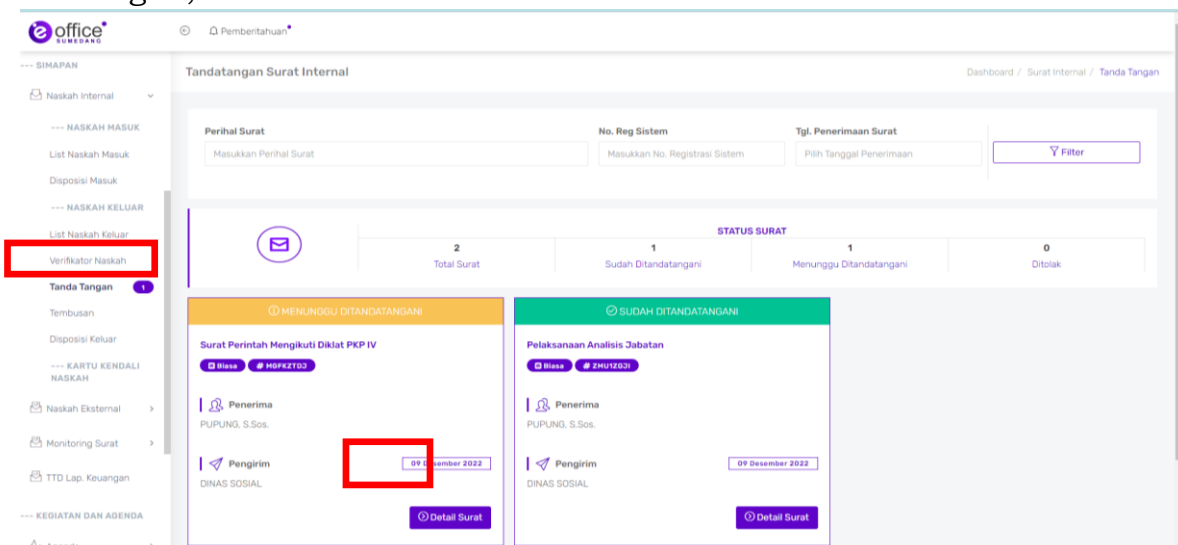 office
SUMEDANG
Pemberitahuan
--- SIMAPAN
Naskah Internal
--- NASKAH MASUK
List Naskah Masuk
Disposisi Masuk
--- NASKAH KELUAR
List Naskah Keluar
Verifikator Naskah
Tanda Tangan 1
Tembusan
Disposisi Keluar
--- KARTU KENDALI
NASKAH
Naskah Eksternal
Monitoring Surat
TTD Lap. Keuangan
--- KEGIATAN DAN AGENDA
Tandatangan Surat Internal
Dashboard / Surat Internal / Tanda Tangan
Perihal Surat
Masukkan Perihal Surat
No. Reg Sistem
Masukkan No. Registrasi Sistem
Tgl. Penerimaan Surat
Pilih Tanggal Penerimaan
Filter
STATUS SURAT
2
Total Surat
1
Sudah Ditandatangani
1
Menunggu Ditandatangani
0
Ditolak
MENUNGGU DITANDATANGANI
Surat Perintah Mengikuti Diklat PKP IV
Biasa # MGFKZTDJ
Penerima
PUPUNG, S.Sos.
Pengirim
09 Desember 2022
DINAS SOSIAL
Detail Surat
SUDAH DITANDATANGANI
Pelaksanaan Analisis Jabatan
Biasa # ZMU1ZGJI
Penerima
PUPUNG, S.Sos.
Pengirim
09 Desember 2022
DINAS SOSIAL
Detail Surat